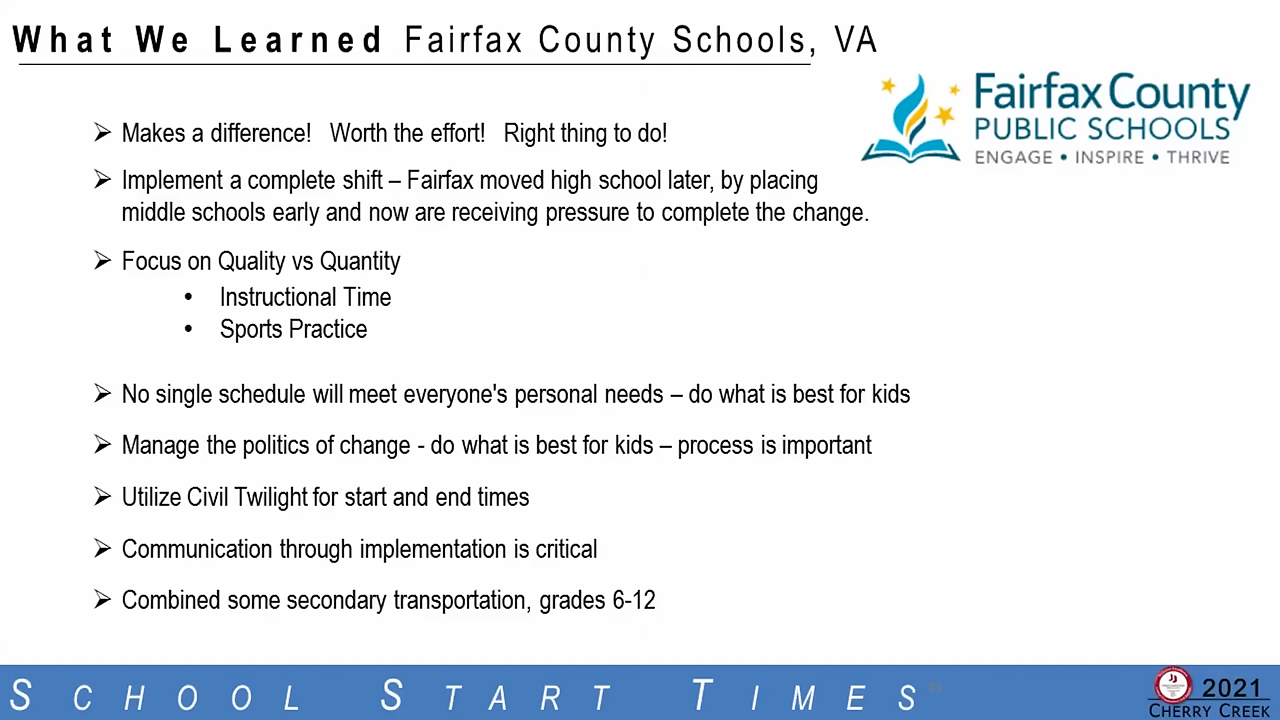 What We Learned Fairfax County Schools, VA
Fairfax County
PUBLIC SCHOOLS
ENGAGE • INSPIRE • THRIVE
➢ Makes a difference! Worth the effort! Right thing to do!
➢ Implement a complete shift – Fairfax moved high school later, by placing
middle schools early and now are receiving pressure to complete the change.
➢ Focus on Quality vs Quantity
• Instructional Time
• Sports Practice
➢ No single schedule will meet everyone's personal needs – do what is best for kids
➢ Manage the politics of change - do what is best for kids – process is important
➢ Utilize Civil Twilight for start and end times
➢ Communication through implementation is critical
➢ Combined some secondary transportation, grades 6-12
SCHOOL START TIMES
2021
CHERRY CREEK